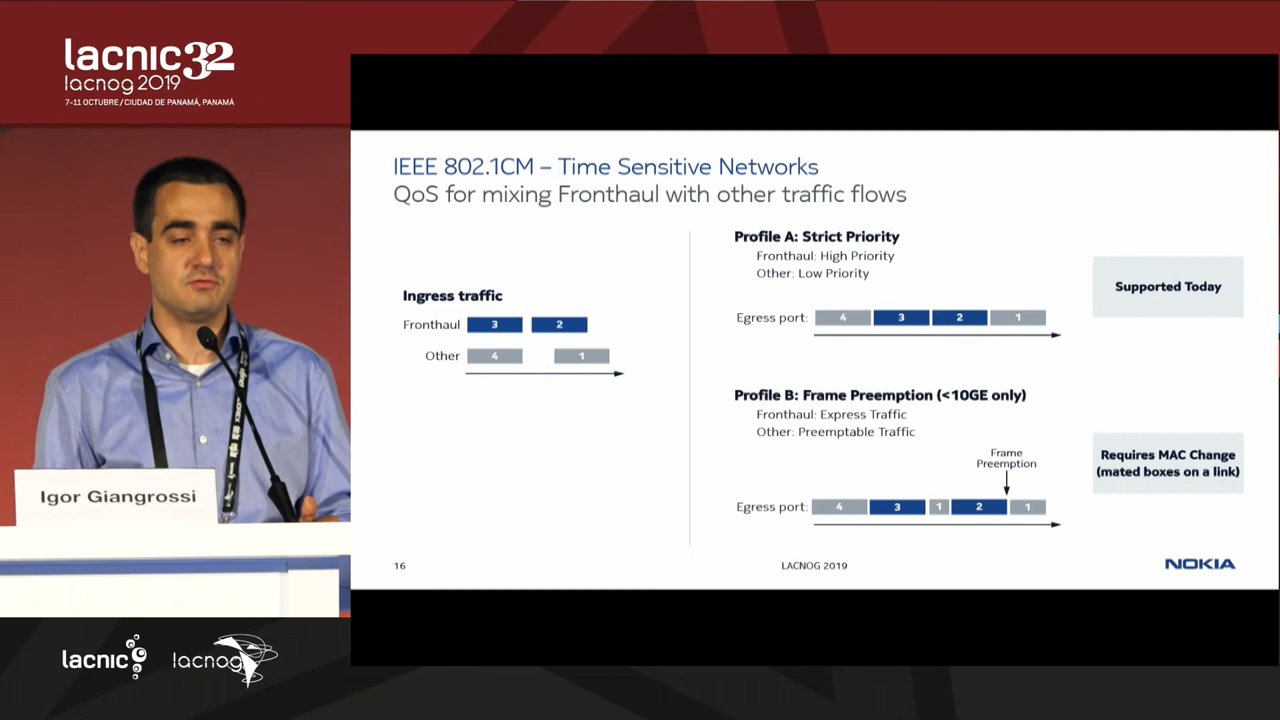 lacnic32
lacnog 2019
7-11 OCTUBRE / CIUDAD DE PANAMÁ, PANAMÁ
IEEE 802.1CM – Time Sensitive Networks
QoS for mixing Fronthaul with other traffic flows
Ingress traffic
Fronthaul 3 2
Other 4 1
Profile A: Strict Priority
Fronthaul: High Priority
Other: Low Priority
Egress port: 4 3 2 1
Supported Today
Profile B: Frame Preemption (<10GE only)
Fronthaul: Express Traffic
Other: Preemptable Traffic
Frame
Preemption
Egress port: 4 3 1 2 1
Requires MAC Change
(mated boxes on a link)
16
LACNOG 2019
NOKIA
Igor Giangrossi
lacnic
lacnog